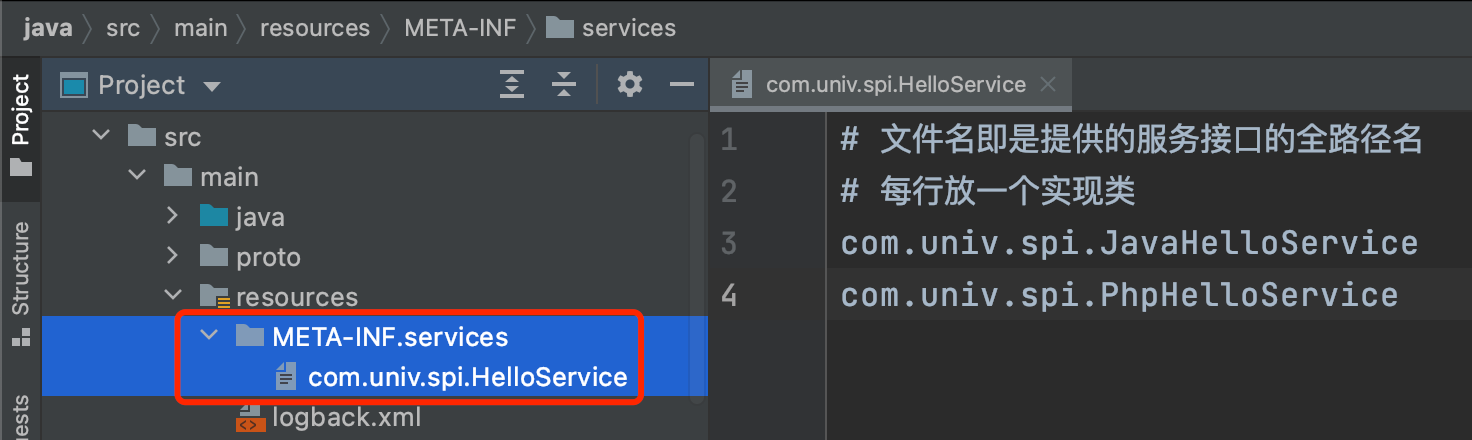 java
src
main
resources
META-INF
services
Project
Structure
Project
src
main
java
proto
resources
META-INF.services
com.univ.spi.HelloService
logback.xml
com.univ.spi.HelloService
1 # 文件名即是提供的服务接口的全路径名
2 # 每行放一个实现类
3 com.univ.spi.JavaHelloService
4 com.univ.spi.PhpHelloService